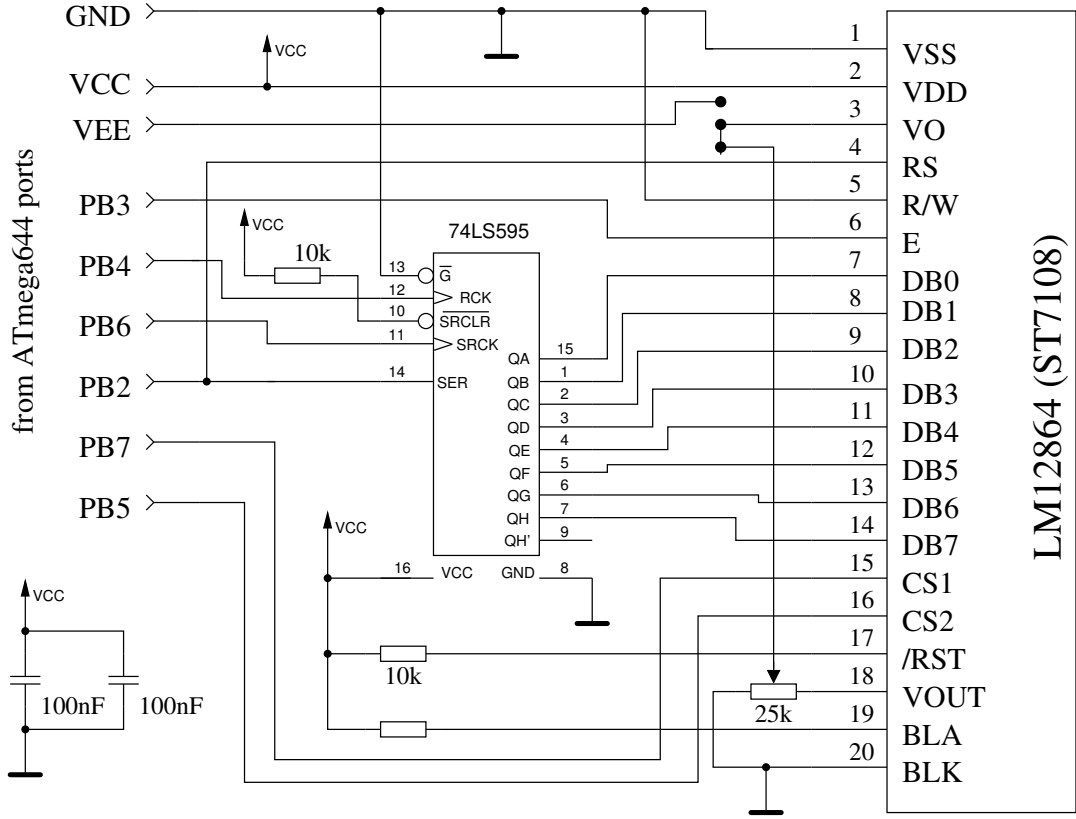 GND
VCC
VCC
VEE
PB3
PB4
PB6
PB2
PB7
PB5
from ATmega644 ports
VCC
10k
74LS595
13
G
12
RCK
10
SRCLR
11
SRCK
14
SER
QA
15
QB
1
QC
2
QD
3
QE
4
QF
5
QG
6
QH
7
QH'
9
VCC
16
VCC
GND
8
VCC
100nF
100nF
10k
25k
1
VSS
2
VDD
3
VO
4
RS
5
R/W
6
E
7
DB0
8
DB1
9
DB2
10
DB3
11
DB4
12
DB5
13
DB6
14
DB7
15
CS1
16
CS2
17
/RST
18
VOUT
19
BLA
20
BLK
LM12864 (ST7108)